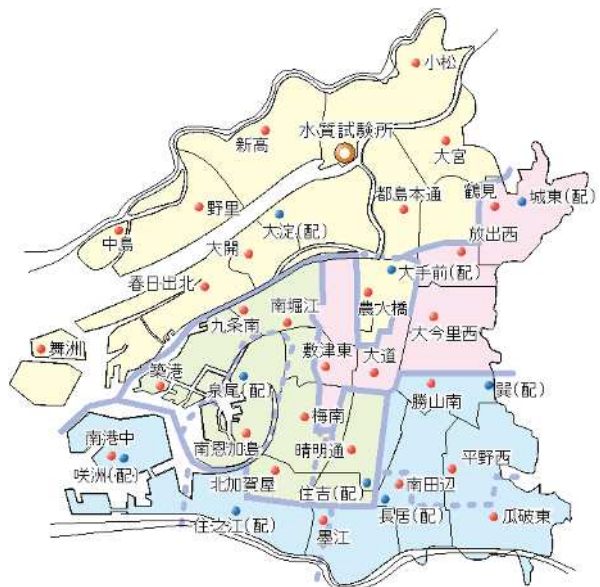 小松
水質試験所
新高
大宮
都島本通
鶴見
城東(配)
野里
大淀(配)
放出西
中島
大開
大手前(配)
春日出北
農人橋
九条南
南堀江
大今里西
舞洲
敷津東
大道
築港
泉尾(配)
勝山南
巽(配)
梅南
南港中
南恩加島
晴明通
平野西
咲洲(配)
北加賀屋
住吉(配)
南田辺
長居(配)
住之江(配)
墨江
瓜破東